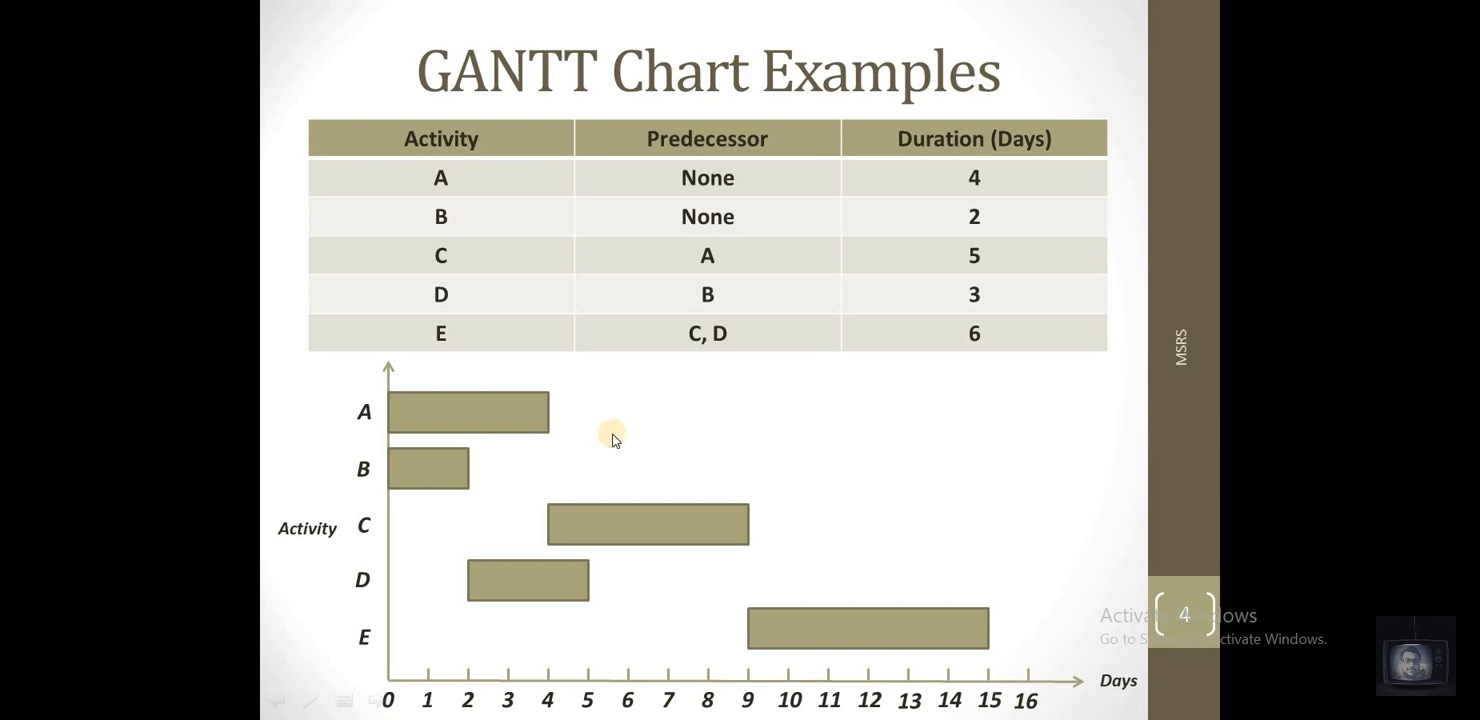 GANTT Chart Examples
Activity Predecessor Duration (Days)
A None 4
B None 2
C A 5
D B 3
E C, D 6
A
B
Activity C
D
E
0 1 2 3 4 5 6 7 8 9 10 11 12 13 14 15 16 Days
MSRS
4
Activate Windows
Go to S ctivate Windows.